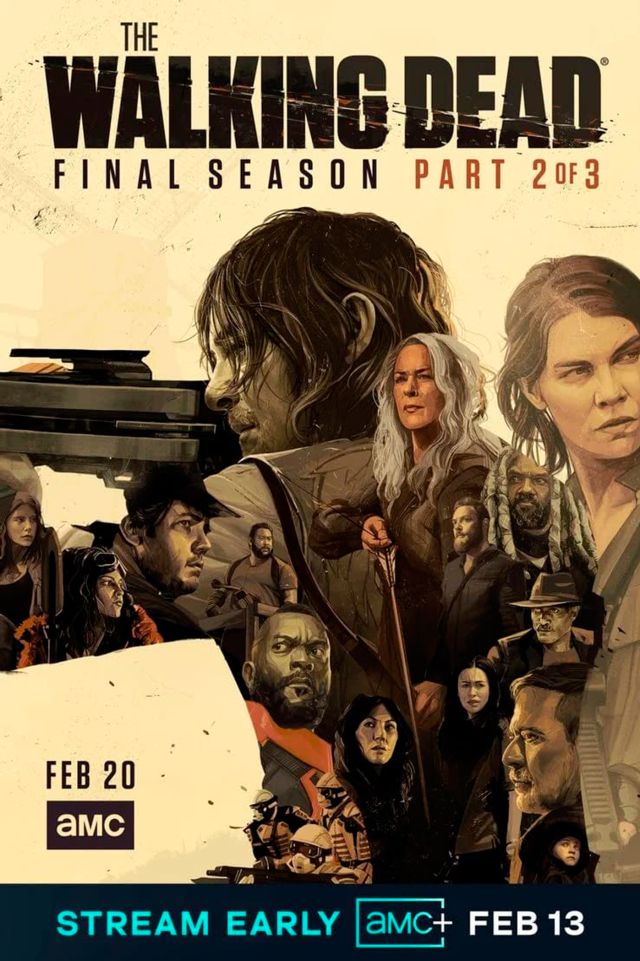 THE
WALKING DEAD®
FINAL SEASON PART 2 OF 3
FEB 20
aMC
STREAM EARLY aMC+ FEB 13